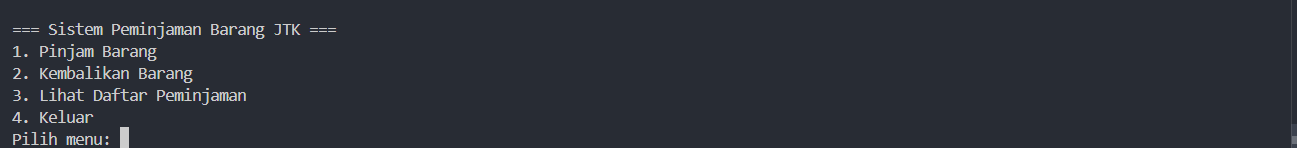 === Sistem Peminjaman Barang JTK ===
1. Pinjam Barang
2. Kembalikan Barang
3. Lihat Daftar Peminjaman
4. Keluar
Pilih menu: